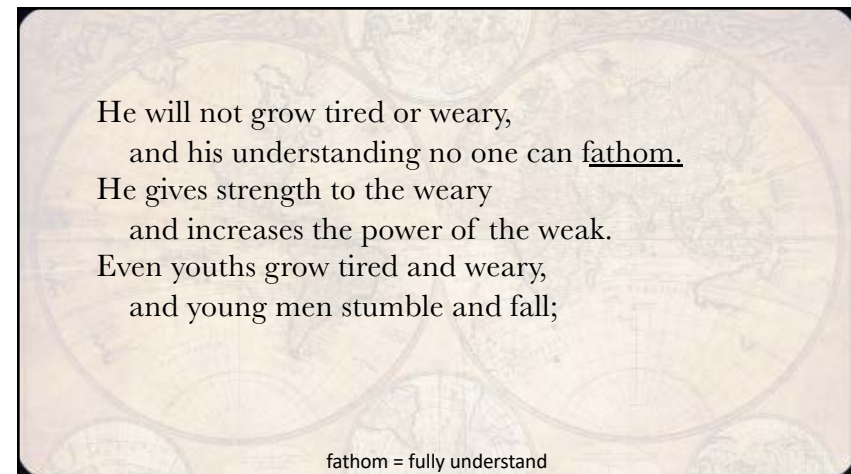 He will not grow tired or weary,
and his understanding no one can fathom.
He gives strength to the weary
and increases the power of the weak.
Even youths grow tired and weary,
and young men stumble and fall;
fathom = fully understand